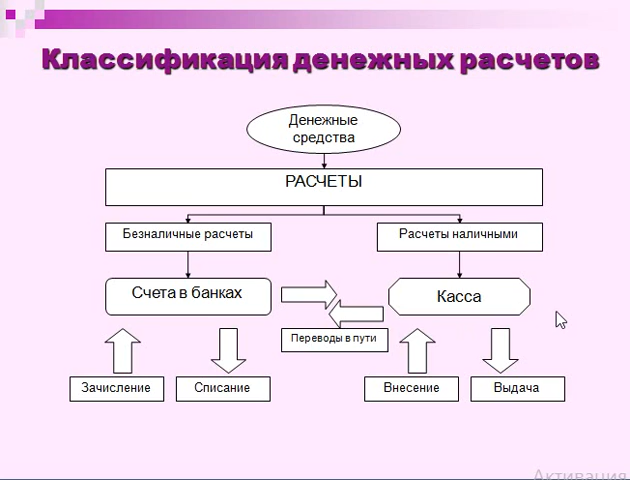 Классификация денежных расчетов
Денежные
средства
РАСЧЕТЫ
Безналичные расчеты
Расчеты наличными
Счета в банках
Касса
Переводы в пути
Зачисление
Списание
Внесение
Выдача
Активация